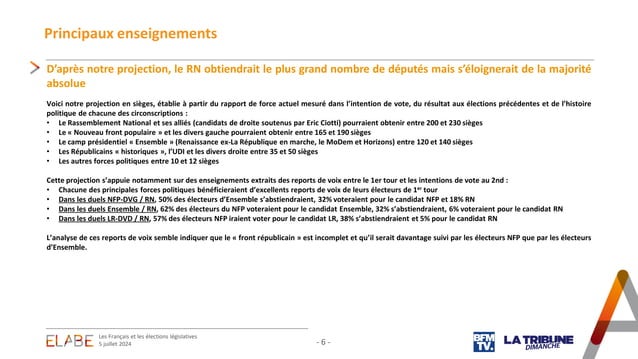 Principaux enseignements
D’après notre projection, le RN obtiendrait le plus grand nombre de députés mais s’éloignerait de la majorité
absolue
Voici notre projection en sièges, établie à partir du rapport de force actuel mesuré dans l’intention de vote, du résultat aux élections précédentes et de l’histoire
politique de chacune des circonscriptions :
• Le Rassemblement National et ses alliés (candidats de droite soutenus par Eric Ciotti) pourraient obtenir entre 200 et 230 sièges
• Le « Nouveau front populaire » et les divers gauche pourraient obtenir entre 165 et 190 sièges
• Le camp présidentiel « Ensemble » (Renaissance ex-La République en marche, le MoDem et Horizons) entre 120 et 140 sièges
• Les Républicains « historiques », l’UDI et les divers droite entre 35 et 50 sièges
• Les autres forces politiques entre 10 et 12 sièges
Cette projection s’appuie notamment sur des enseignements extraits des reports de voix entre le 1er tour et les intentions de vote au 2nd :
• Chacune des principales forces politiques bénéficieraient d’excellents reports de voix de leurs électeurs de 1er tour
• Dans les duels NFP-DVG / RN, 50% des électeurs d’Ensemble s’abstiendraient, 32% voteraient pour le candidat NFP et 18% RN
• Dans les duels Ensemble / RN, 62% des électeurs du NFP voteraient pour le candidat Ensemble, 32% s’abstiendraient, 6% voteraient pour le candidat RN
• Dans les duels LR-DVD / RN, 57% des électeurs NFP iraient voter pour le candidat LR, 38% s’abstiendraient et 5% pour le candidat RN
L’analyse de ces reports de voix semble indiquer que le « front républicain » est incomplet et qu’il serait davantage suivi par les électeurs NFP que par les électeurs
d’Ensemble.
ELABE
Les Français et les élections législatives
5 juillet 2024
- 6 -
BFM
TV.
LA TRIBUNE
DIMANCHE